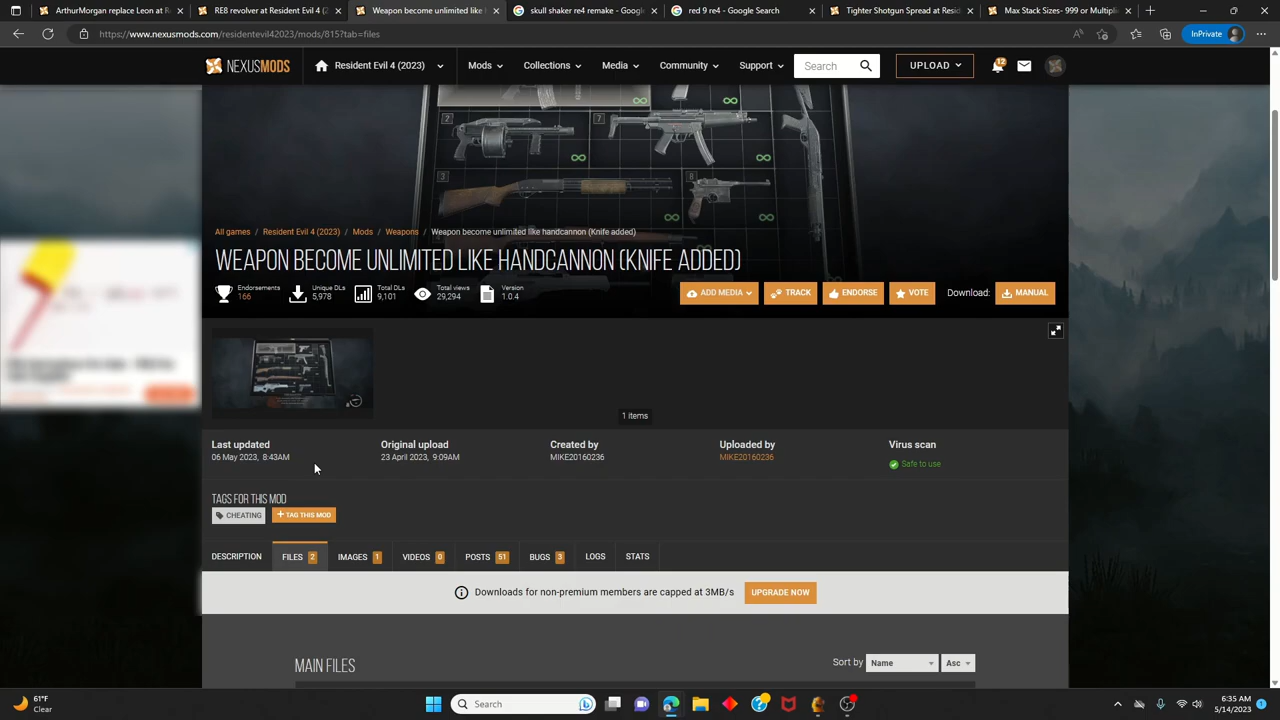 ArthurMorgan replace Leon at R
RE8 revolver at Resident Evil 4 (2
Weapon become unlimited like
skull shaker re4 remake - Google
red 9 re4 - Google Search
Tighter Shotgun Spread at Resid
Max Stack Sizes- 999 or Multiple
https://www.nexusmods.com/residentevil42023/mods/815?tab=files
InPrivate
NEXUSMODS
Resident Evil 4 (2023)
Mods
Collections
Media
Community
Support
Search
UPLOAD
12
2
7
3
8
All games / Resident Evil 4 (2023) / Mods / Weapons / Weapon become unlimited like handcannon (Knife added)
WEAPON BECOME UNLIMITED LIKE HANDCANNON (KNIFE ADDED)
Endorsements
166
Unique DLs
5,978
Total DLs
9,101
Total views
29,294
Version
1.0.4
ADD MEDIA
TRACK
ENDORSE
VOTE
Download:
MANUAL
1 items
Last updated
06 May 2023, 8:43AM
Original upload
23 April 2023, 9:09AM
Created by
MIKE20160236
Uploaded by
MIKE20160236
Virus scan
Safe to use
TAGS FOR THIS MOD
CHEATING
+ TAG THIS MOD
DESCRIPTION
FILES 2
IMAGES 1
VIDEOS 0
POSTS 51
BUGS 3
LOGS
STATS
Downloads for non-premium members are capped at 3MB/s
UPGRADE NOW
MAIN FILES
Sort by
Name
Asc
61°F
Clear
Search
6:35 AM
5/14/2023
1